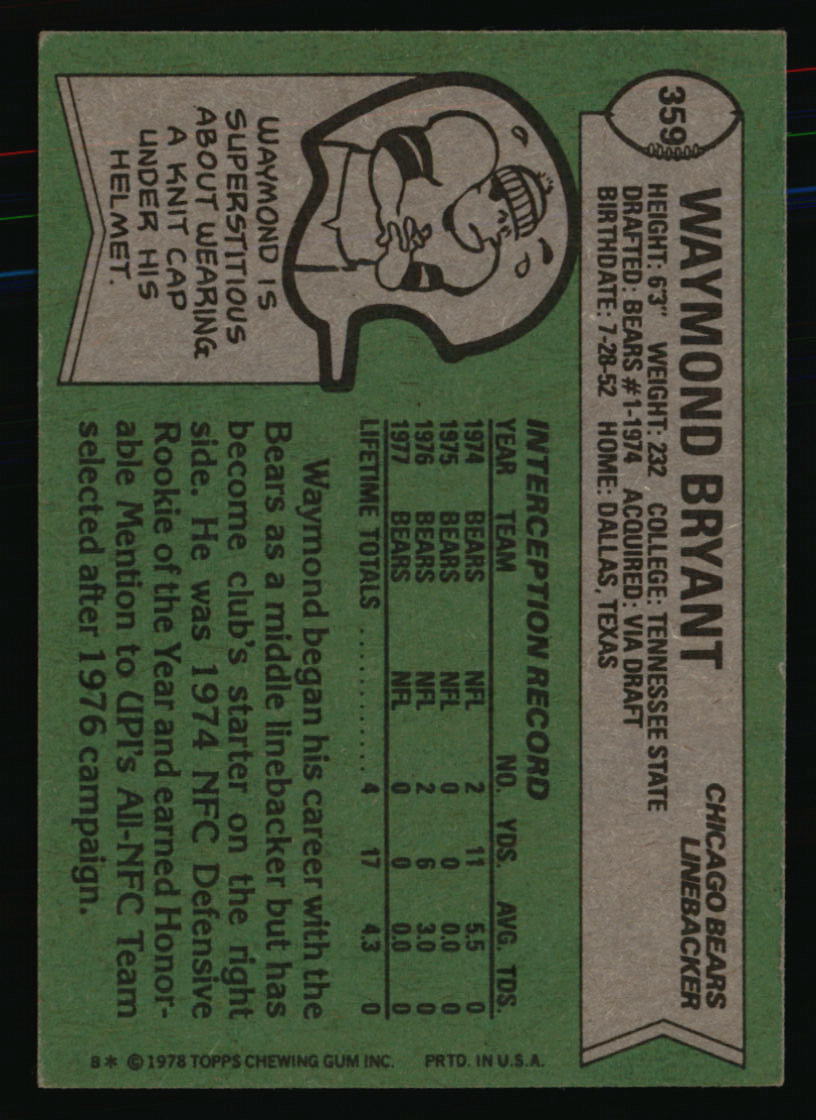 359
WAYMOND BRYANT
CHICAGO BEARS
LINEBACKER
HEIGHT: 6'3" WEIGHT: 232 COLLEGE: TENNESSEE STATE
DRAFTED: BEARS #1-1974 ACQUIRED: VIA DRAFT
BIRTHDATE: 7-28-52 HOME: DALLAS, TEXAS
WAYMOND IS
SUPERSTITIOUS
ABOUT WEARING
A KNIT CAP
UNDER HIS
HELMET.
INTERCEPTION RECORD
YEAR TEAM NO. YDS. AVG. TDS.
1974 BEARS NFL 2 11 5.5 0
1975 BEARS NFL 0 0 0.0 0
1976 BEARS NFL 2 6 3.0 0
1977 BEARS NFL 0 0 0.0 0
LIFETIME TOTALS .............. 4 17 4.3 0
Waymond began his career with the
Bears as a middle linebacker but has
become club's starter on the right
side. He was 1974 NFC Defensive
Rookie of the Year and earned Honor-
able Mention to UPI's All-NFC Team
selected after 1976 campaign.
8* © 1978 TOPPS CHEWING GUM INC. PRTD. IN U.S.A.